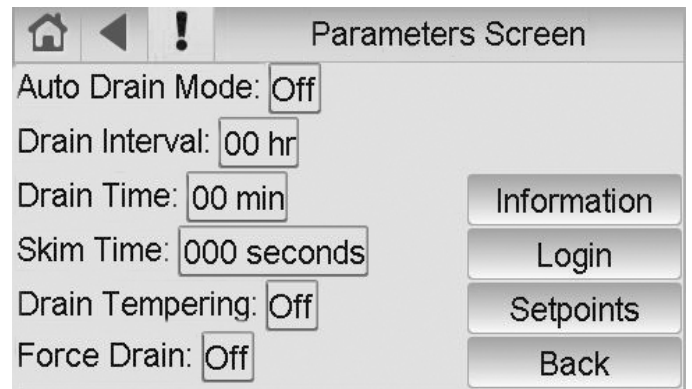 Parameters Screen
Auto Drain Mode: Off
Drain Interval: 00 hr
Drain Time: 00 min
Information
Skim Time: 000 seconds
Login
Drain Tempering: Off
Setpoints
Force Drain: Off
Back